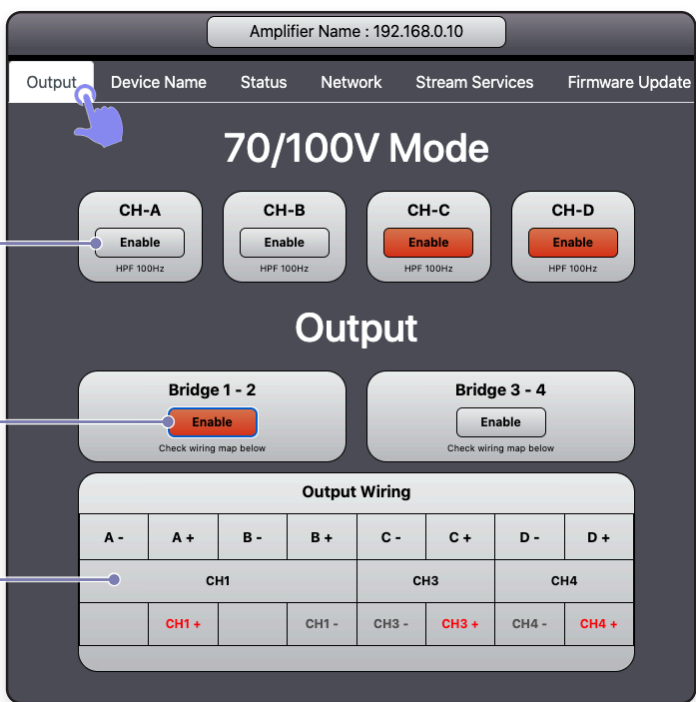 Amplifier Name : 192.168.0.10
Output Device Name Status Network Stream Services Firmware Update
70/100V Mode
CH-A CH-B CH-C CH-D
Enable Enable Enable Enable
HPF 100Hz HPF 100Hz HPF 100Hz HPF 100Hz
Output
Bridge 1 - 2 Bridge 3 - 4
Enable Enable
Check wiring map below Check wiring map below
Output Wiring
A - A + B - B + C - C + D - D +
CH1 CH3 CH4
CH1 + CH1 - CH3 - CH3 + CH4 - CH4 +